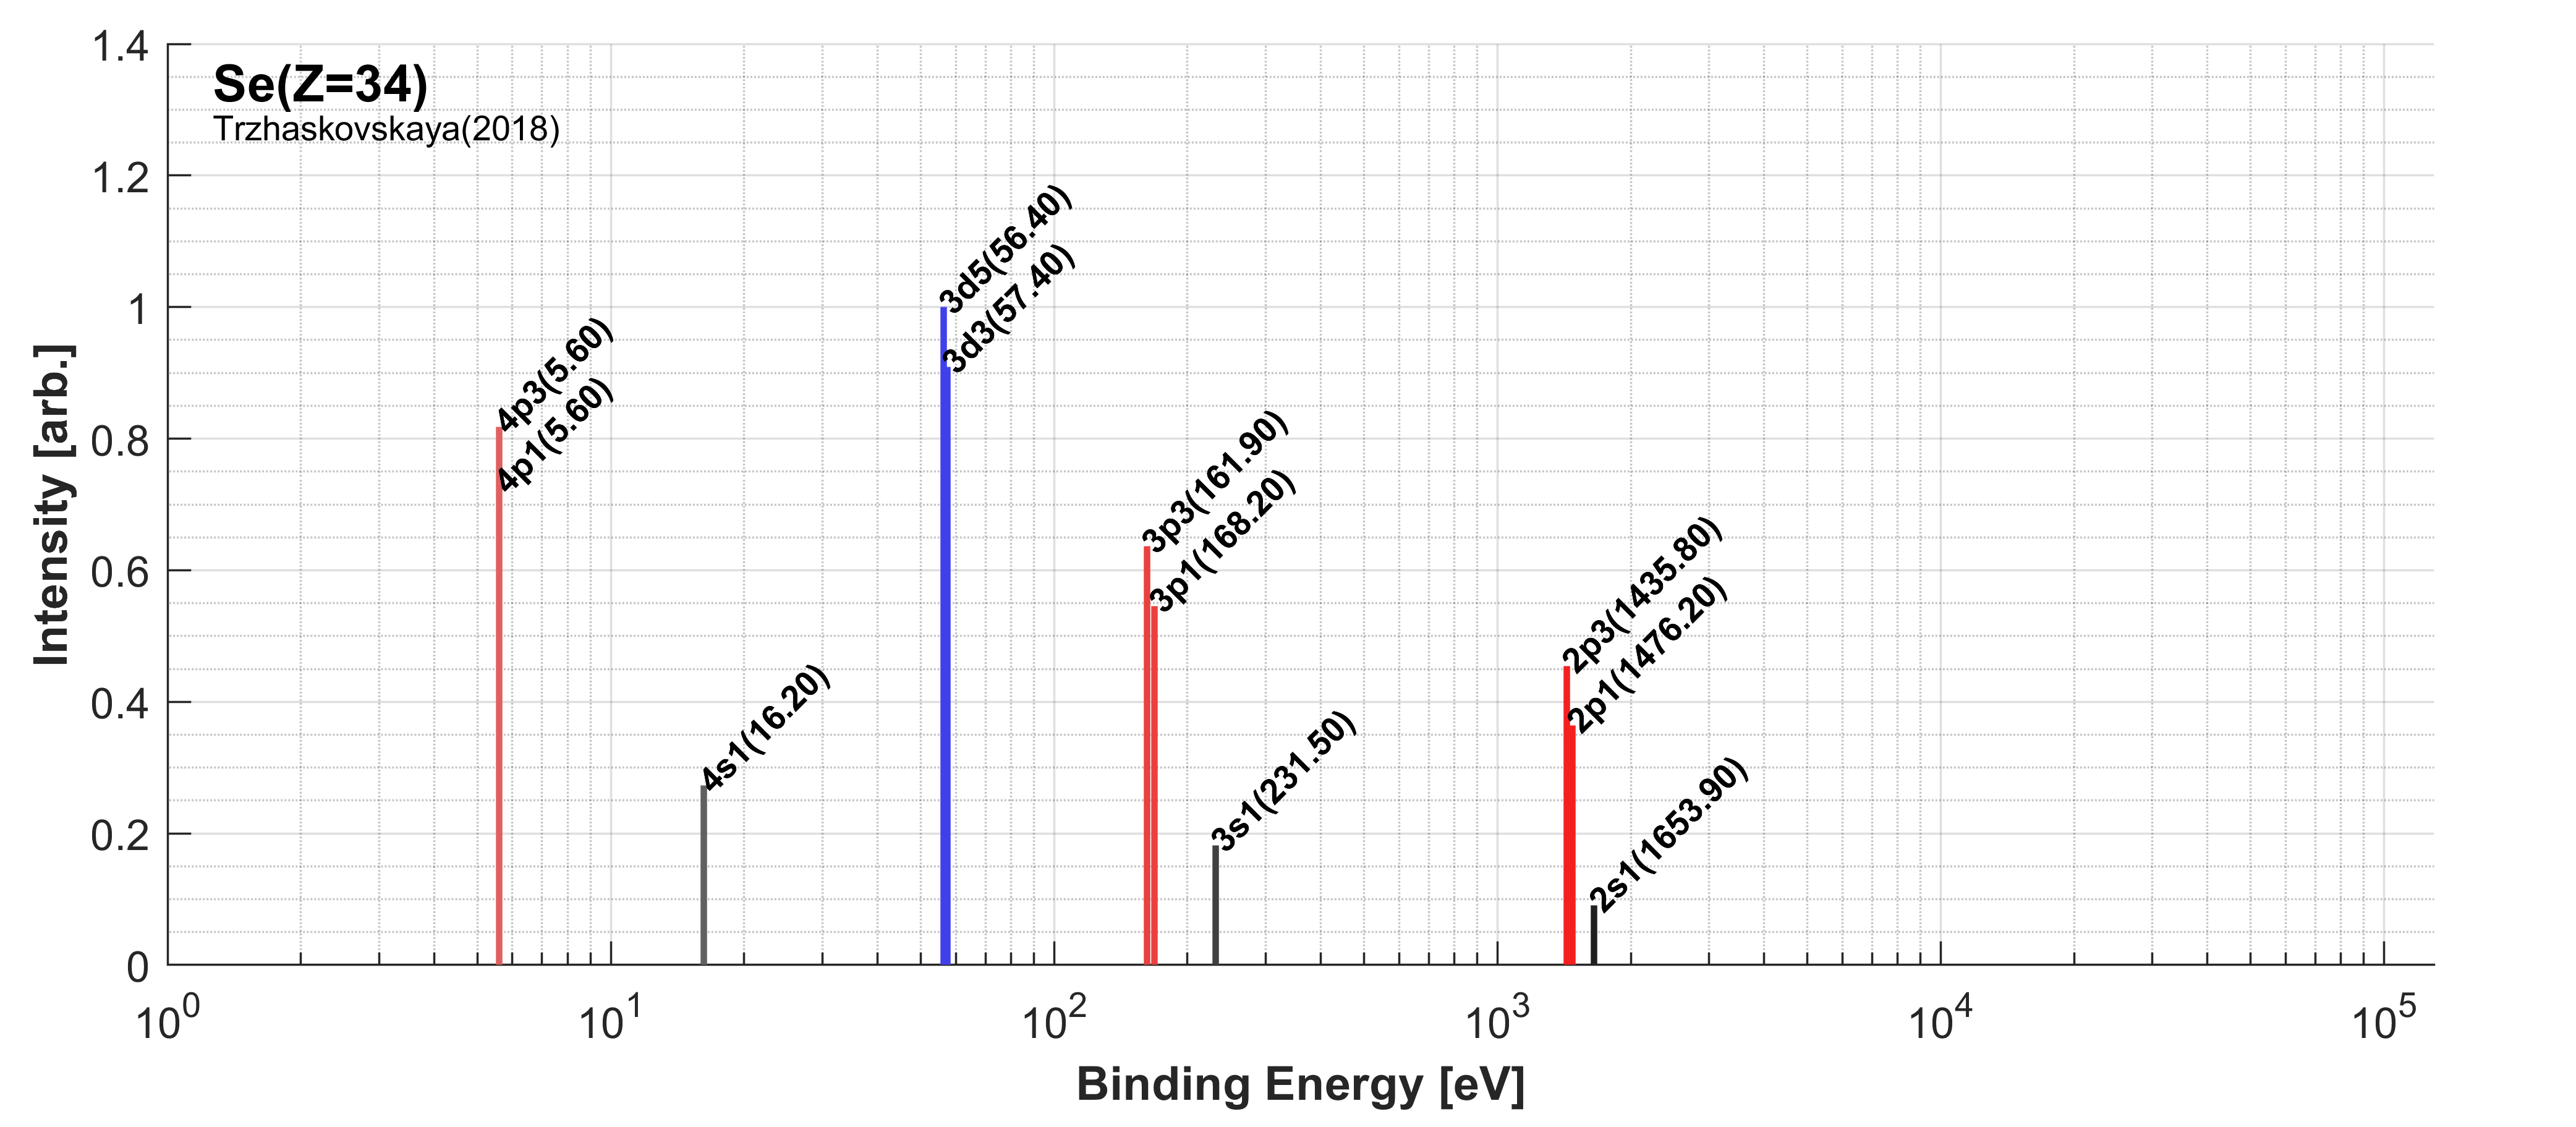 Se(Z=34)
Trzhaskovskaya(2018)
1.4
1.2
1
0.8
0.6
0.4
0.2
0
Intensity [arb.]
4p3(5.60)
4p1(5.60)
4s1(16.20)
3d5(56.40)
3d3(57.40)
3p3(161.90)
3p1(168.20)
3s1(231.50)
2p3(1435.80)
2p1(1476.20)
2s1(1653.90)
10^0
10^1
10^2
10^3
10^4
10^5
Binding Energy [eV]